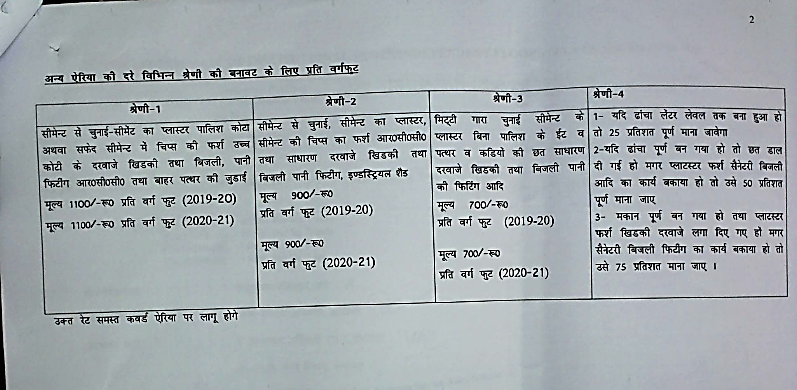 2
अन्य ऐरिया की दरे विभिन्न श्रेणी की बनावट के लिए प्रति वर्गफुट
श्रेणी-1
सीमेन्ट से चुनाई-सीमेंट का प्लास्टर पालिश कोटा
अथवा सफेद सीमेन्ट में चिप्स की फर्श उच्च
कोटी के दरवाजे खिडकी तथा बिजली, पानी
फिटींग आर0सी0सी0 तथा बाहर पत्थर की जुडाई
मूल्य 1100/-रू0 प्रति वर्ग फुट (2019-20)
मूल्य 1100/-रू0 प्रति वर्ग फुट (2020-21)
श्रेणी-2
सीमेन्ट से चुनाई, सीमेन्ट का प्लास्टर,
सीमेन्ट की चिप्स का फर्श आर0सी0सी0
तथा साधारण दरवाजे खिडकी तथा
बिजली पानी फिटींग, इण्डस्ट्रियल शैड
मूल्य 900/-रू0
प्रति वर्ग फुट (2019-20)
मूल्य 900/-रू0
प्रति वर्ग फुट (2020-21)
श्रेणी-3
मिट्टी गारा चुनाई सीमेन्ट के
प्लास्टर बिना पालिश के ईट व
पत्थर व कडियों की छत साधारण
दरवाजे खिडकी तथा बिजली पानी
की फिटिंग आदि
मूल्य 700/-रू0
प्रति वर्ग फुट (2019-20)
मूल्य 700/-रू0
प्रति वर्ग फुट (2020-21)
श्रेणी-4
1- यदि ढांचा लेटर लेवल तक बना हुआ हो
तो 25 प्रतिशत पूर्ण माना जावेगा
2-यदि ढांचा पूर्ण बन गया हो तो छत डाल
दी गई हो मगर प्लाटस्टर फर्श सैनेटरी बिजली
आदि का कार्य बकाया हो तो उसे 50 प्रतिशत
पूर्ण माना जाए
3- मकान पूर्ण बन गया हो तथा प्लाटस्टर
फर्श खिडकी दरवाजे लगा दिए गए हो मगर
सैनेटरी बिजली फिटींग का कार्य बकाया हो तो
उसे 75 प्रतिशत माना जाए ।
उक्त रेट समस्त कवर्ड ऐरिया पर लागू होगे